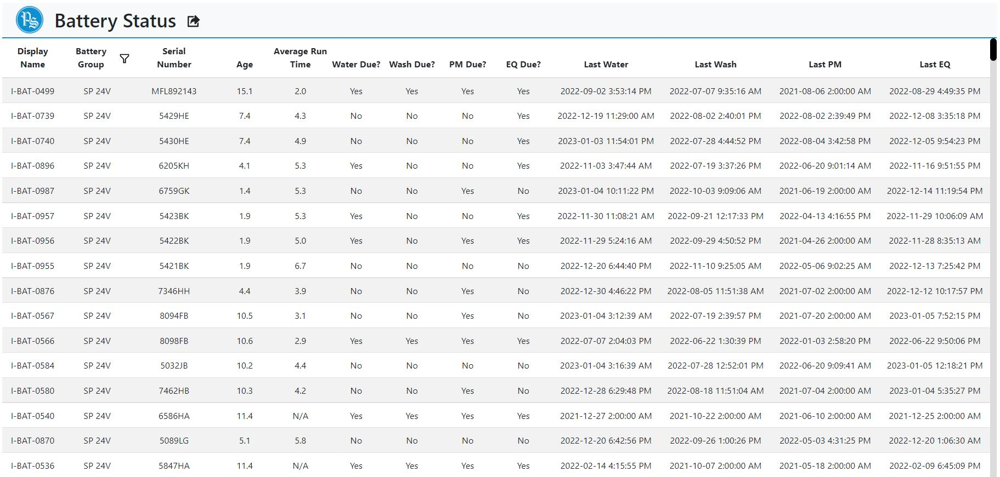 PS Battery Status
Display Name Battery Group Serial Number Age Average Run Time Water Due? Wash Due? PM Due? EQ Due? Last Water Last Wash Last PM Last EQ
I-BAT-0499 SP 24V MFL892143 15.1 2.0 Yes Yes Yes Yes 2022-09-02 3:53:14 PM 2022-07-07 9:35:16 AM 2021-08-06 2:00:00 AM 2022-08-29 4:49:35 PM
I-BAT-0739 SP 24V 5429HE 7.4 4.3 No No No Yes 2022-12-19 11:29:00 AM 2022-08-02 2:40:01 PM 2022-08-02 2:39:49 PM 2022-12-08 3:35:18 PM
I-BAT-0740 SP 24V 5430HE 7.4 4.9 No No No Yes 2023-01-03 11:54:01 PM 2022-07-28 4:44:52 PM 2022-08-04 3:42:58 PM 2022-12-05 9:54:23 PM
I-BAT-0896 SP 24V 6205KH 4.1 5.3 Yes No No Yes 2022-11-03 3:47:44 AM 2022-07-19 3:37:26 PM 2022-06-20 9:01:14 AM 2022-11-16 9:51:55 PM
I-BAT-0987 SP 24V 6759GK 1.4 5.3 No No Yes No 2023-01-04 10:11:22 PM 2022-10-03 9:09:06 AM 2021-06-19 2:00:00 AM 2022-12-14 11:19:54 PM
I-BAT-0957 SP 24V 5423BK 1.9 5.3 Yes No No Yes 2022-11-30 11:08:21 AM 2022-09-21 12:17:33 PM 2022-04-13 4:16:55 PM 2022-11-29 10:06:09 AM
I-BAT-0956 SP 24V 5422BK 1.9 5.0 Yes No Yes Yes 2022-11-29 5:24:16 AM 2022-09-29 4:50:52 PM 2021-04-26 2:00:00 AM 2022-11-28 8:35:13 AM
I-BAT-0955 SP 24V 5421BK 1.9 6.7 No No No No 2022-12-20 6:44:40 PM 2022-11-10 9:25:05 AM 2022-05-06 9:02:25 AM 2022-12-13 7:25:42 PM
I-BAT-0876 SP 24V 7346HH 4.4 3.9 No No Yes No 2022-12-30 4:46:22 PM 2022-08-05 11:51:38 AM 2021-07-02 2:00:00 AM 2022-12-12 10:17:57 PM
I-BAT-0567 SP 24V 8094FB 10.5 3.1 No No Yes No 2023-01-04 3:12:39 AM 2022-07-19 2:39:57 PM 2021-07-20 2:00:00 AM 2023-01-05 7:52:15 PM
I-BAT-0566 SP 24V 8098FB 10.6 2.9 Yes Yes Yes Yes 2022-07-07 2:04:03 PM 2022-06-22 1:30:39 PM 2022-01-03 2:58:20 PM 2022-06-22 9:50:06 PM
I-BAT-0584 SP 24V 5032JB 10.2 4.4 No No No No 2023-01-04 3:16:39 AM 2022-07-28 12:52:01 PM 2022-06-20 9:09:41 AM 2023-01-05 12:18:21 PM
I-BAT-0580 SP 24V 7462HB 10.3 4.2 No No Yes No 2022-12-28 6:29:48 PM 2022-08-18 11:51:04 AM 2021-07-04 2:00:00 AM 2023-01-04 5:35:27 PM
I-BAT-0540 SP 24V 6586HA 11.4 N/A Yes Yes Yes Yes 2021-12-27 2:00:00 AM 2021-10-22 2:00:00 AM 2021-06-10 2:00:00 AM 2021-12-25 2:00:00 AM
I-BAT-0870 SP 24V 5089LG 5.1 5.8 No No No No 2022-12-20 6:42:56 PM 2022-09-26 1:00:26 PM 2022-05-03 4:31:25 PM 2022-12-20 1:06:30 AM
I-BAT-0536 SP 24V 5847HA 11.4 N/A Yes Yes Yes Yes 2022-02-14 4:15:55 PM 2021-10-07 2:00:00 AM 2021-05-18 2:00:00 AM 2022-02-09 6:45:09 PM